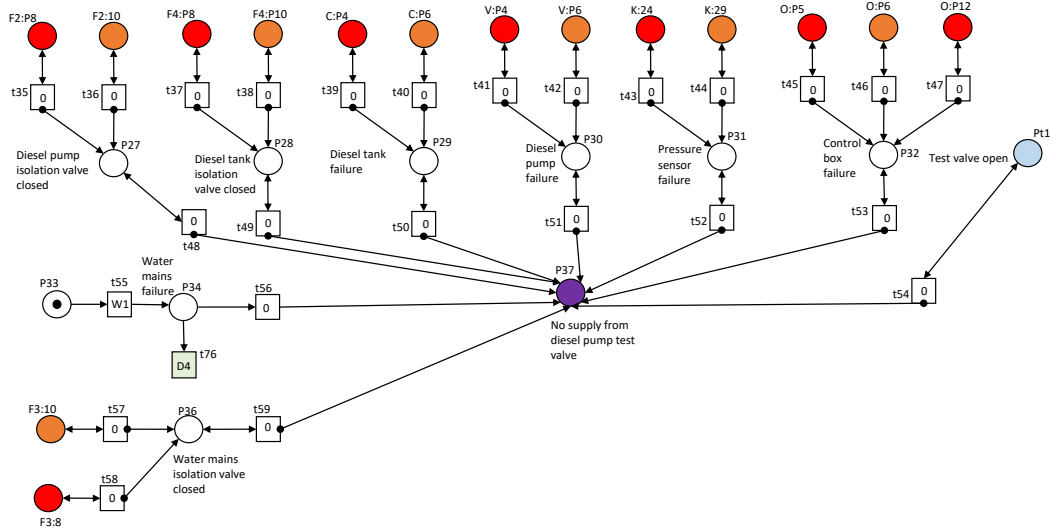 F2:P8
F2:10
F4:P8
F4:P10
C:P4
C:P6
V:P4
V:P6
K:24
K:29
O:P5
O:P6
O:P12
t35
0
t36
0
t37
0
t38
0
t39
0
t40
0
t41
0
t42
0
t43
0
t44
0
t45
0
t46
0
t47
0
P27
P28
P29
P30
P31
P32
Pt1
Diesel pump
isolation valve
closed
Diesel tank
isolation valve
closed
Diesel tank
failure
Diesel
pump
failure
Pressure
sensor
failure
Control
box
failure
Test valve open
0
t48
t49
0
t50
0
t51
0
t52
0
t53
0
Water
mains
failure
P33
t55
W1
P34
t56
0
P37
t54
0
No supply from
diesel pump test
valve
D4
t76
F3:10
t57
0
P36
t59
0
Water mains
isolation valve
closed
t58
0
F3:8